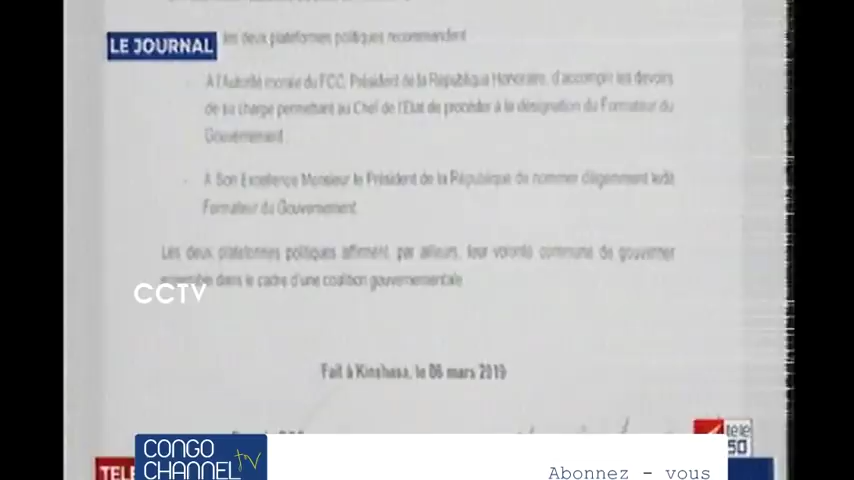 LE JOURNAL
les deux plateformes politiques recommandent
- A l'Autorité morale du FCC, Président de la République Honoraire, d'accomplir les devoirs
de sa charge permettant au Chef de l'Etat de procéder à la désignation du Formateur du
Gouvernement
- A Son Excellence Monsieur le Président de la République de nommer diligemment ledit
Formateur du Gouvernement.
Les deux plateformes politiques affirment, par ailleurs, leur volonté commune de gouverner
ensemble dans le cadre d'une coalition gouvernementale
CCTV
Fait à Kinshasa, le 06 mars 2019
télé
50
TELE
CONGO
CHANNEL TV
Abonnez - vous